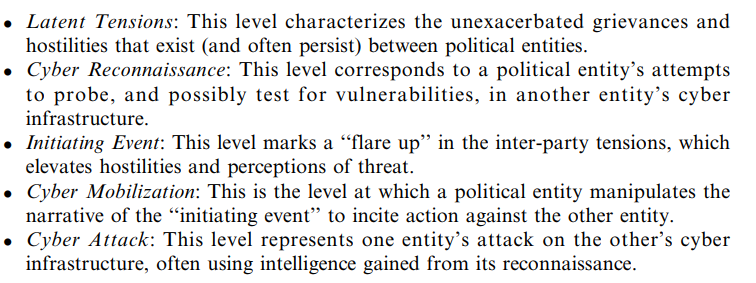 • Latent Tensions: This level characterizes the unexacerbated grievances and
hostilities that exist (and often persist) between political entities.
• Cyber Reconnaissance: This level corresponds to a political entity’s attempts
to probe, and possibly test for vulnerabilities, in another entity’s cyber
infrastructure.
• Initiating Event: This level marks a “flare up” in the inter-party tensions, which
elevates hostilities and perceptions of threat.
• Cyber Mobilization: This is the level at which a political entity manipulates the
narrative of the “initiating event” to incite action against the other entity.
• Cyber Attack: This level represents one entity’s attack on the other’s cyber
infrastructure, often using intelligence gained from its reconnaissance.